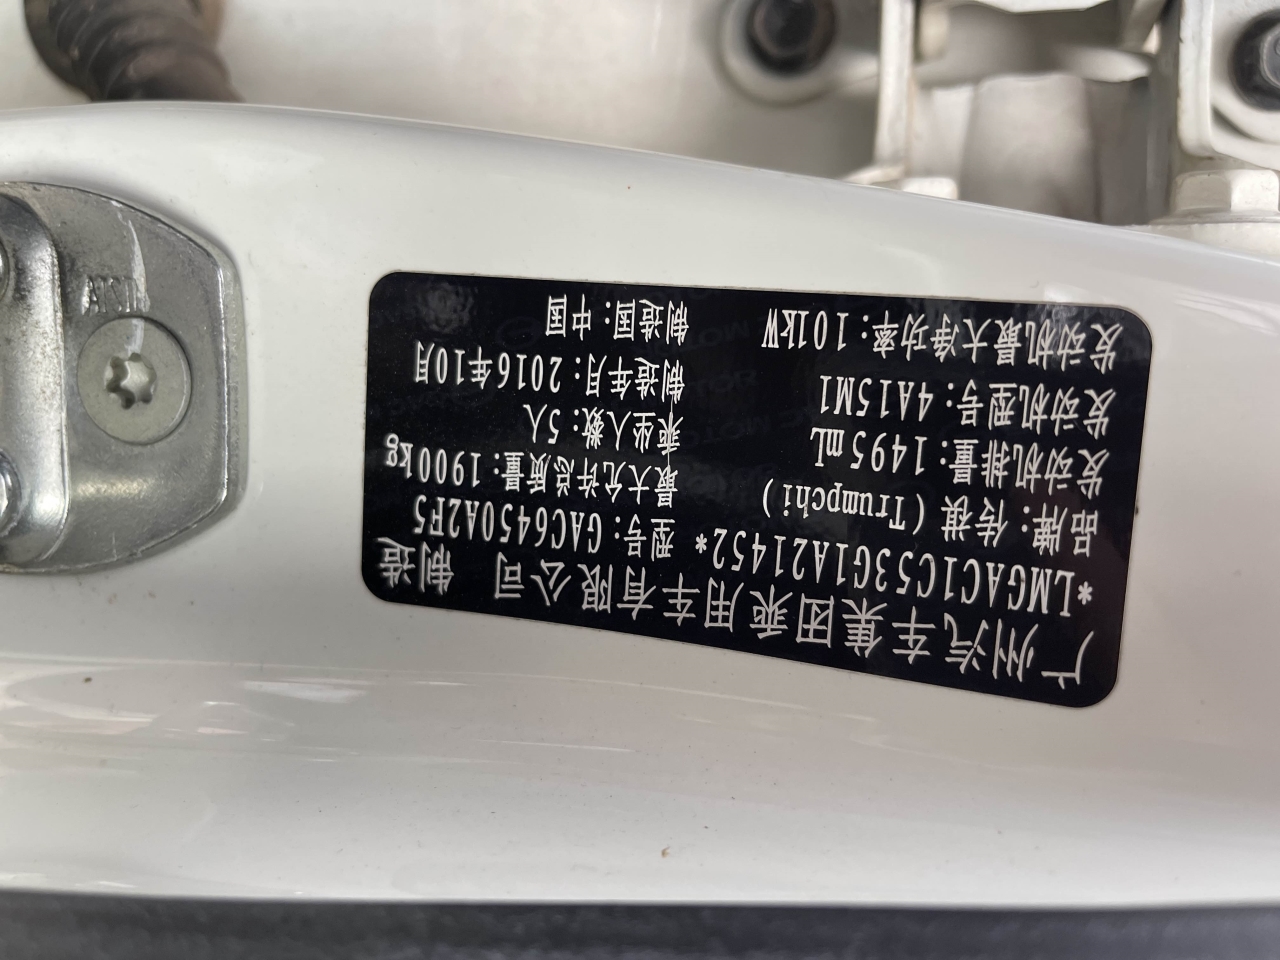 广州汽车集团乘用车有限公司 制造
*LMGAC1C53G1A21452* 型号：GAC6450A2F5
品牌：传祺（Trumpchi） 最大允许总质量：1900kg
发动机排量：1495mL 乘坐人数：5人
发动机型号：4A15M1 制造年月：2016年10月
发动机最大净功率：101kW 制造国：中国